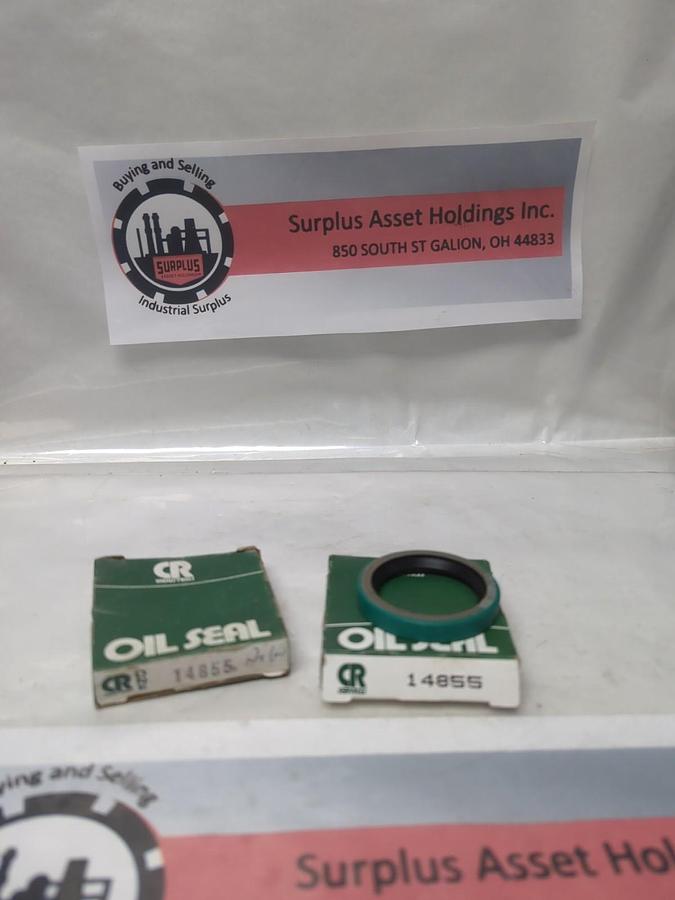 Buying and Selling
Surplus Asset Holdings Inc.
850 SOUTH ST GALION, OH 44833
SURPLUS
Industrial Surplus
CR
OIL SEAL
CR
14855
OIL SEAL
CR
14855
ying and Selling
Surplus Asset Hol